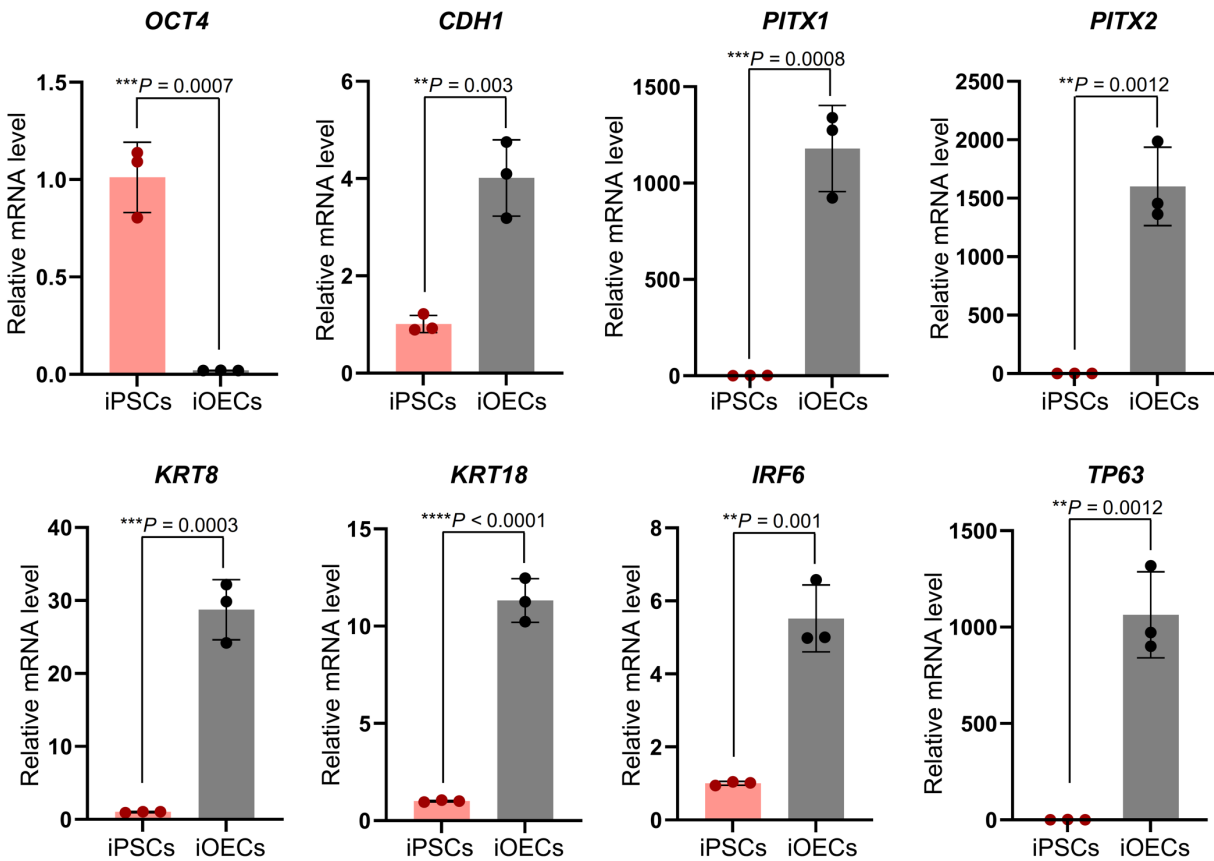 OCT4
Relative mRNA level
***P = 0.0007
1.5
1.0
0.5
0.0
iPSCs iOECs
CDH1
Relative mRNA level
**P = 0.003
6
4
2
0
iPSCs iOECs
PITX1
Relative mRNA level
***P = 0.0008
1500
1000
500
0
iPSCs iOECs
PITX2
Relative mRNA level
**P = 0.0012
2500
2000
1500
1000
500
0
iPSCs iOECs
KRT8
Relative mRNA level
***P = 0.0003
40
30
20
10
0
iPSCs iOECs
KRT18
Relative mRNA level
****P < 0.0001
15
10
5
0
iPSCs iOECs
IRF6
Relative mRNA level
**P = 0.001
8
6
4
2
0
iPSCs iOECs
TP63
Relative mRNA level
**P = 0.0012
1500
1000
500
0
iPSCs iOECs